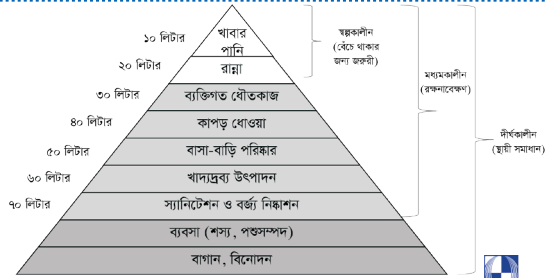 ১০ লিটার
খাবার
পানি
২০ লিটার
রান্না
৩০ লিটার
ব্যক্তিগত ধৌতকাজ
৪০ লিটার
কাপড় ধোওয়া
৫০ লিটার
বাসা-বাড়ি পরিষ্কার
৬০ লিটার
খাদ্যদ্রব্য উৎপাদন
৭০ লিটার
স্যানিটেশন ও বর্জ্য নিষ্কাশন
ব্যবসা (শস্য, পশুসম্পদ)
বাগান, বিনোদন
স্বল্পকালীন
(বেঁচে থাকার
জন্য জরুরী)
মধ্যমকালীন
(রক্ষনাবেক্ষণ)
দীর্ঘকালীন
(স্থায়ী সমাধান)